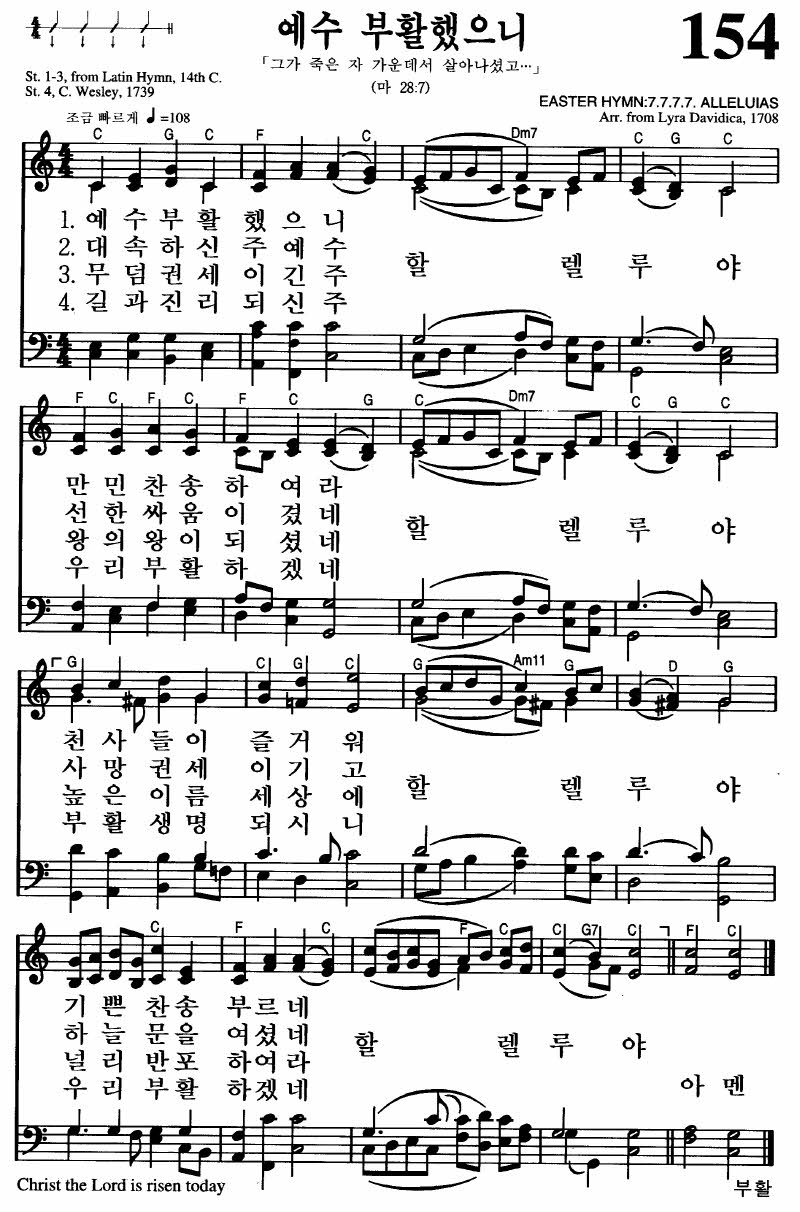 예수 부활했으니
154
「그가 죽은 자 가운데서 살아나셨고…」
(마 28:7)
St. 1-3, from Latin Hymn, 14th C.
St. 4, C. Wesley, 1739
EASTER HYMN:7.7.7.7. ALLELUIAS
Arr. from Lyra Davidica, 1708
조금 빠르게 ♩=108
C G C F C Dm7 C G C
1. 예수부활했으니
2. 대속하신주예수
3. 무덤권세이긴주
4. 길과진리되신주
할 렐루야
F C F C F C G C Dm7 C G C
만민찬송하여라
선한싸움이겼네
왕의왕이되셨네
우리부활하겠네
할 렐루야
G C G C G Am11 G D G
천사들이즐거워
사망권세이기고
높은이름세상에
부활생명되시니
할 렐루야
C F C F C C G7 C F C
기쁜찬송부르네
하늘문을여셨네
널리반포하여라
우리부활하겠네
할 렐루야
아멘
Christ the Lord is risen today
부활